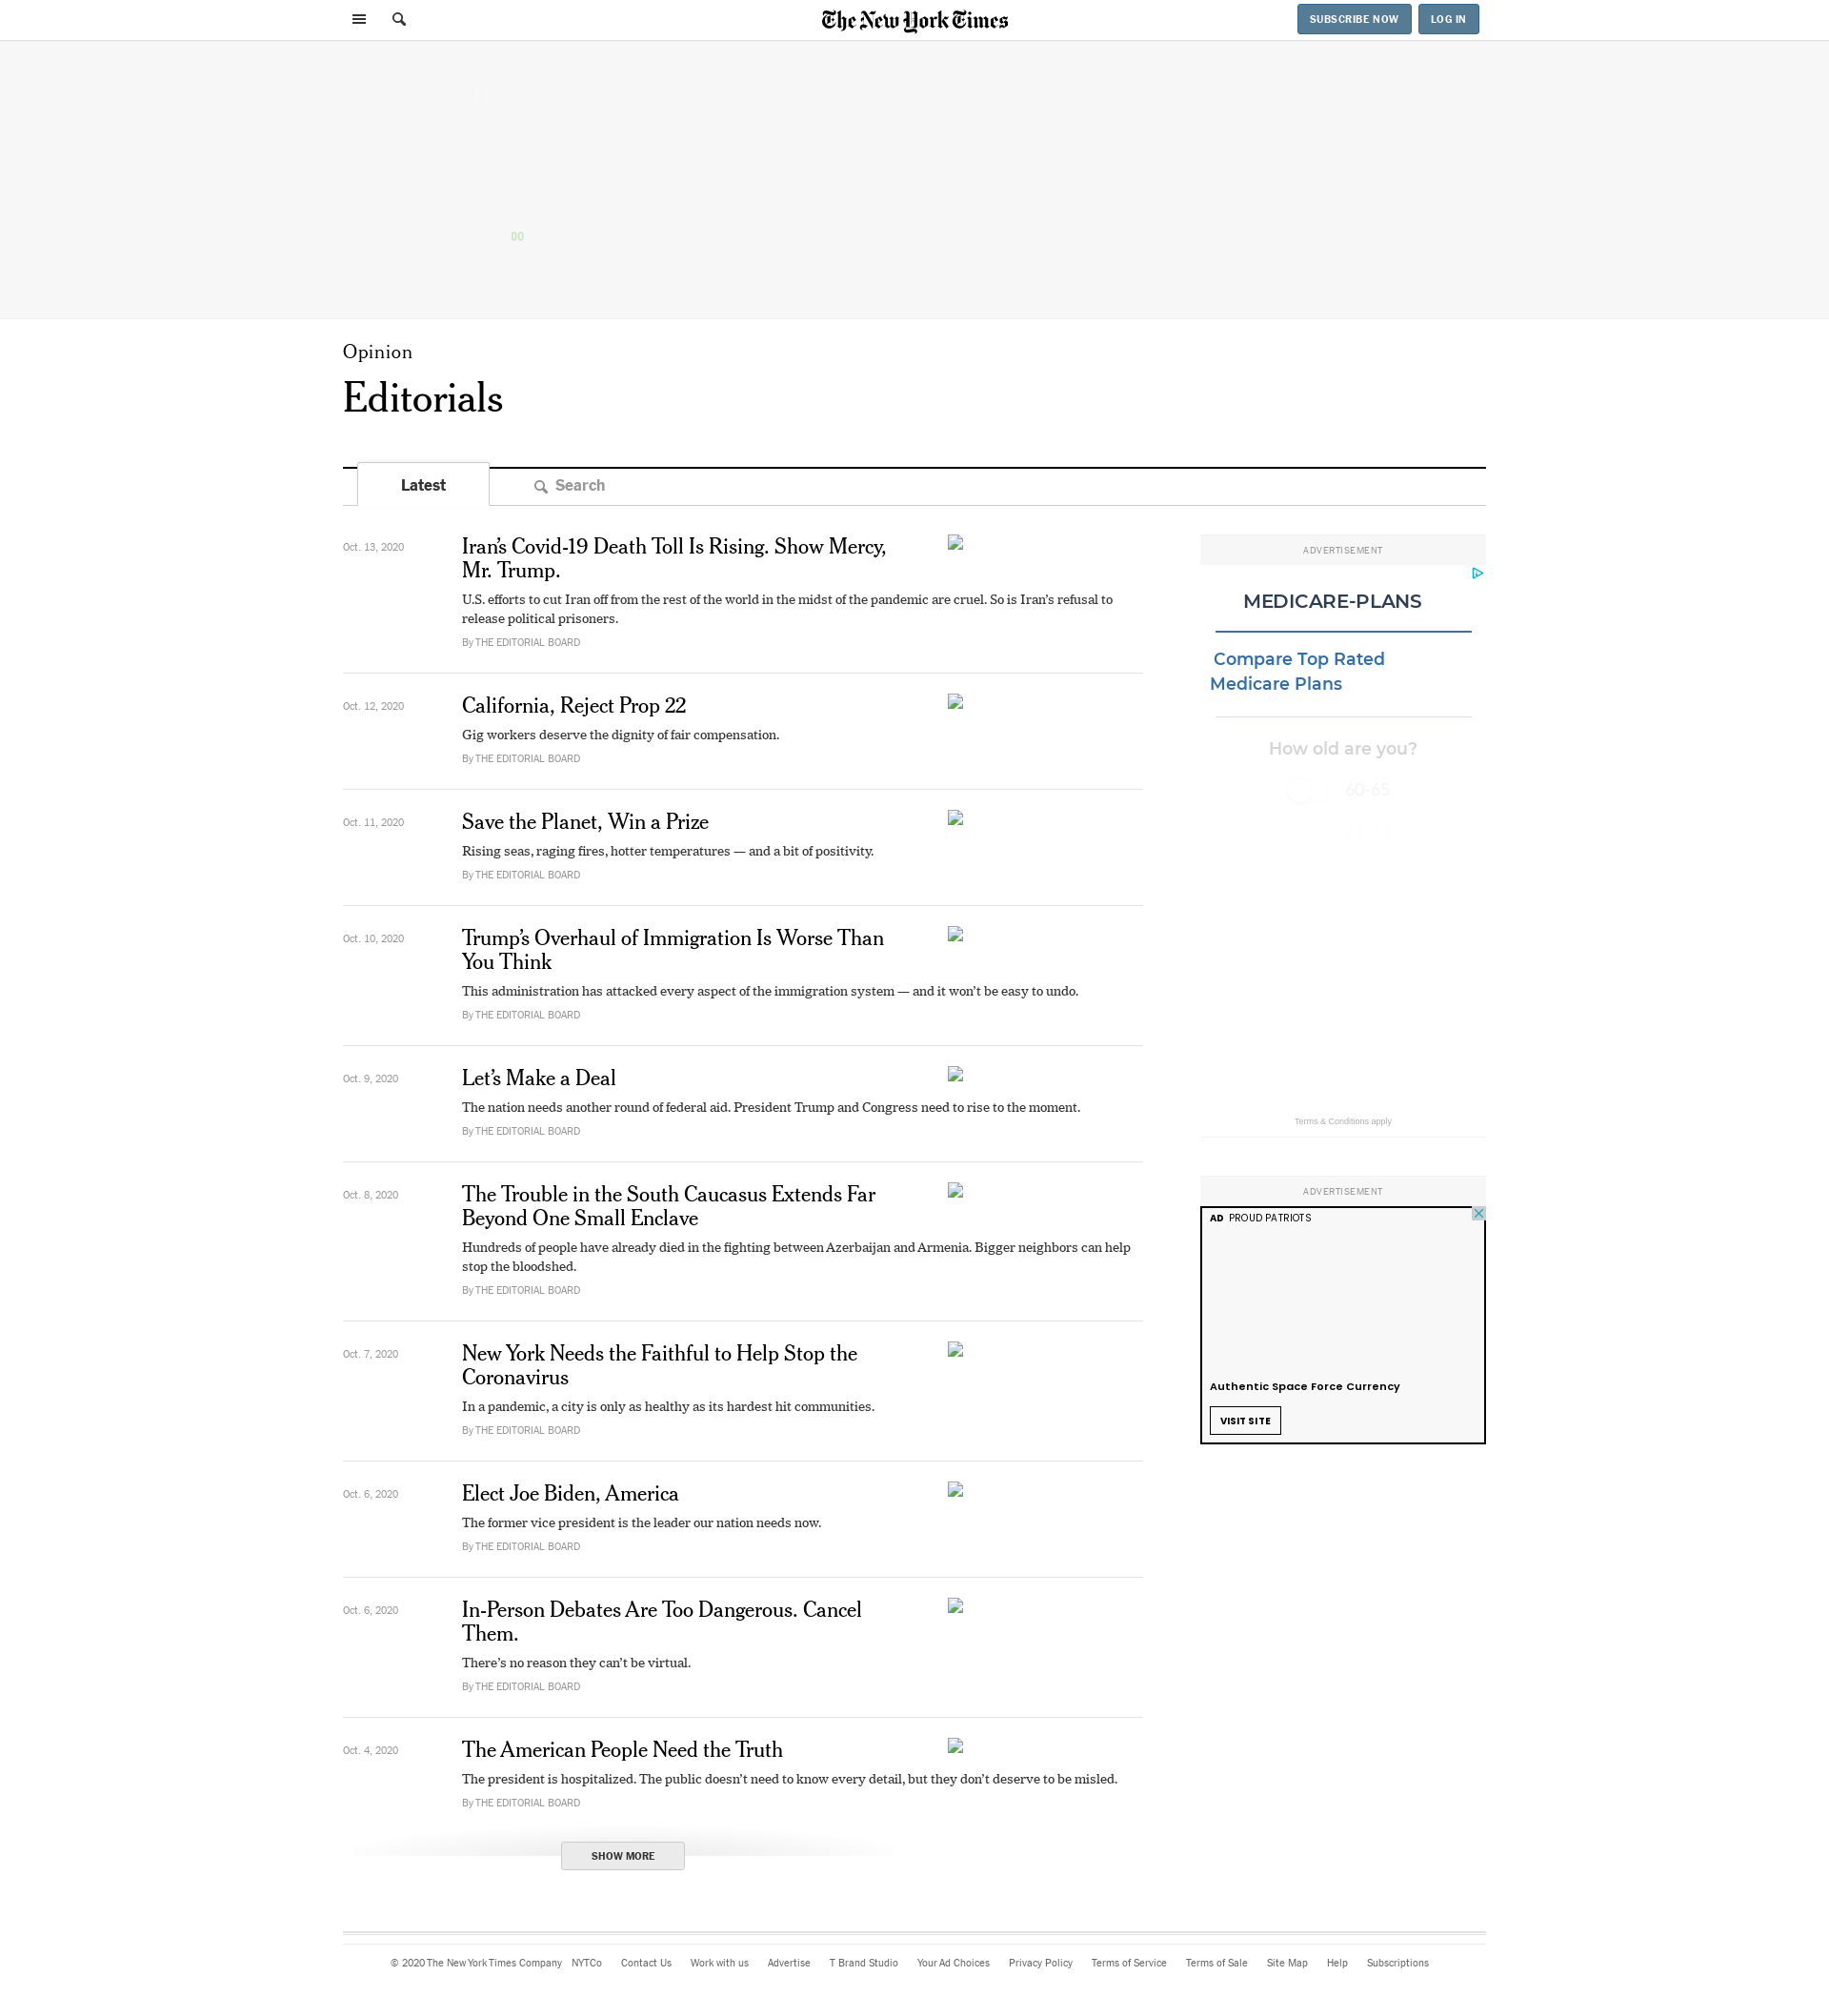 The New York Times
SUBSCRIBE NOW
LOG IN
Opinion
Editorials
Latest
Search
Oct. 13, 2020
Iran’s Covid-19 Death Toll Is Rising. Show Mercy,
Mr. Trump.
U.S. efforts to cut Iran off from the rest of the world in the midst of the pandemic are cruel. So is Iran’s refusal to
release political prisoners.
By THE EDITORIAL BOARD
Oct. 12, 2020
California, Reject Prop 22
Gig workers deserve the dignity of fair compensation.
By THE EDITORIAL BOARD
Oct. 11, 2020
Save the Planet, Win a Prize
Rising seas, raging fires, hotter temperatures — and a bit of positivity.
By THE EDITORIAL BOARD
Oct. 10, 2020
Trump’s Overhaul of Immigration Is Worse Than
You Think
This administration has attacked every aspect of the immigration system — and it won’t be easy to undo.
By THE EDITORIAL BOARD
Oct. 9, 2020
Let’s Make a Deal
The nation needs another round of federal aid. President Trump and Congress need to rise to the moment.
By THE EDITORIAL BOARD
Oct. 8, 2020
The Trouble in the South Caucasus Extends Far
Beyond One Small Enclave
Hundreds of people have already died in the fighting between Azerbaijan and Armenia. Bigger neighbors can help
stop the bloodshed.
By THE EDITORIAL BOARD
Oct. 7, 2020
New York Needs the Faithful to Help Stop the
Coronavirus
In a pandemic, a city is only as healthy as its hardest hit communities.
By THE EDITORIAL BOARD
Oct. 6, 2020
Elect Joe Biden, America
The former vice president is the leader our nation needs now.
By THE EDITORIAL BOARD
Oct. 6, 2020
In-Person Debates Are Too Dangerous. Cancel
Them.
There’s no reason they can’t be virtual.
By THE EDITORIAL BOARD
Oct. 4, 2020
The American People Need the Truth
The president is hospitalized. The public doesn’t need to know every detail, but they don’t deserve to be misled.
By THE EDITORIAL BOARD
SHOW MORE
ADVERTISEMENT
MEDICARE-PLANS
Compare Top Rated
Medicare Plans
How old are you?
60-65
Terms & Conditions apply
ADVERTISEMENT
AD PROUD PATRIOTS
Authentic Space Force Currency
VISIT SITE
© 2020 The New York Times Company NYTCo Contact Us Work with us Advertise T Brand Studio Your Ad Choices Privacy Policy Terms of Service Terms of Sale Site Map Help Subscriptions